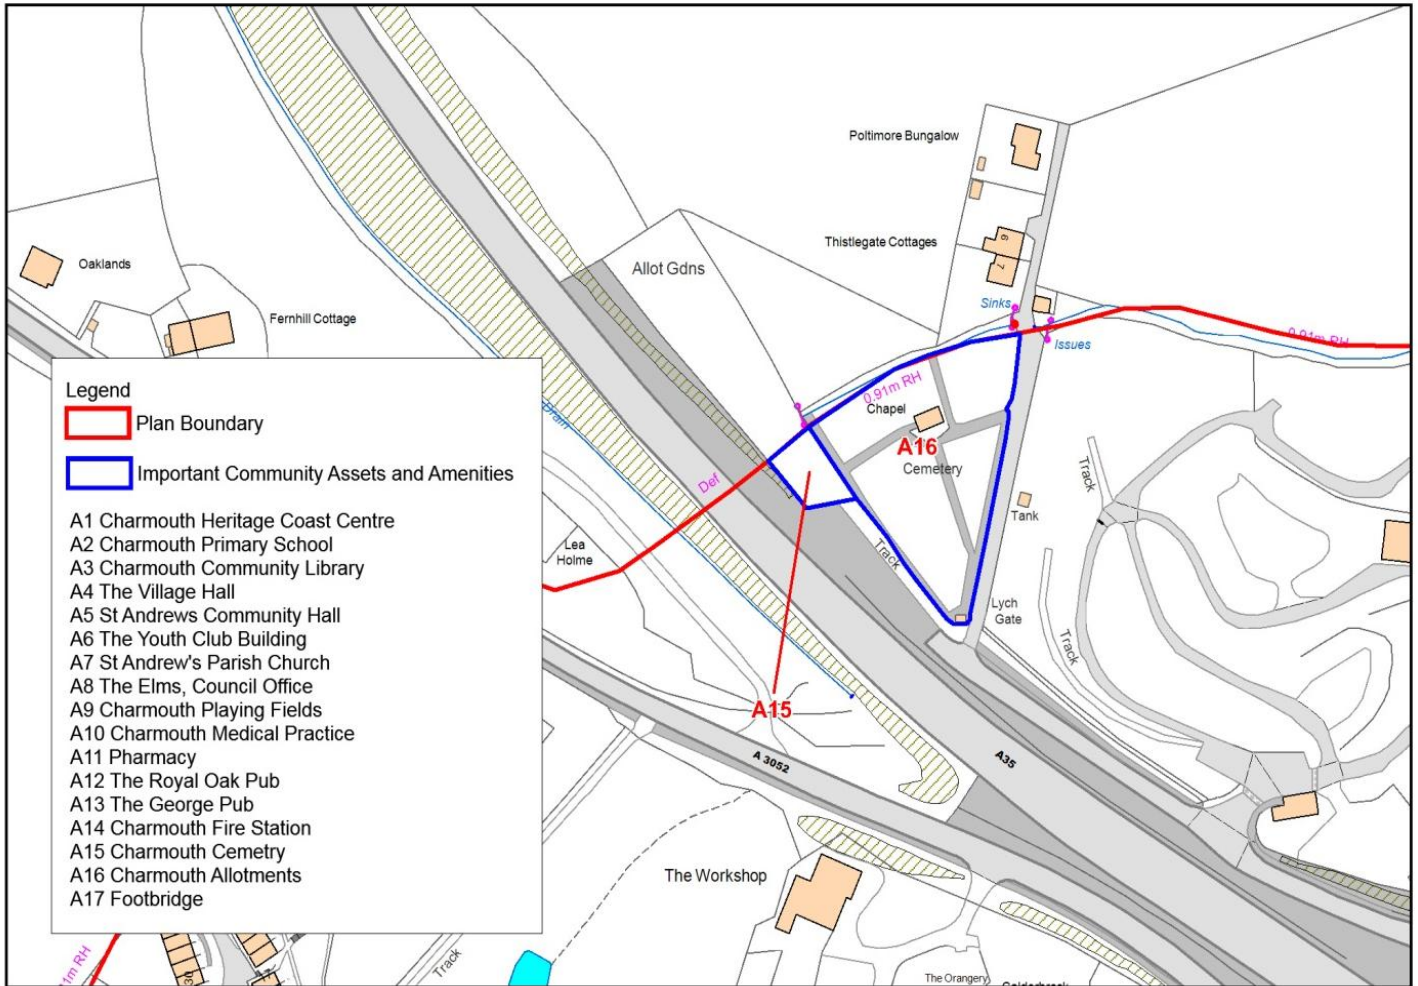 Poltimore Bungalow
Thistlegate Cottages
6
7
Oaklands
Allot Gdns
Fernhill Cottage
Sinks
Issues
0.91m RH
0.91m RH
Chapel
A16
Cemetery
Drain
Def
Track
Tank
Lea
Holme
Track
Lych
Gate
Track
A15
A 3052
A35
The Workshop
Track
The Orangery
1m RH
Legend
Plan Boundary
Important Community Assets and Amenities
A1 Charmouth Heritage Coast Centre
A2 Charmouth Primary School
A3 Charmouth Community Library
A4 The Village Hall
A5 St Andrews Community Hall
A6 The Youth Club Building
A7 St Andrew's Parish Church
A8 The Elms, Council Office
A9 Charmouth Playing Fields
A10 Charmouth Medical Practice
A11 Pharmacy
A12 The Royal Oak Pub
A13 The George Pub
A14 Charmouth Fire Station
A15 Charmouth Cemetry
A16 Charmouth Allotments
A17 Footbridge